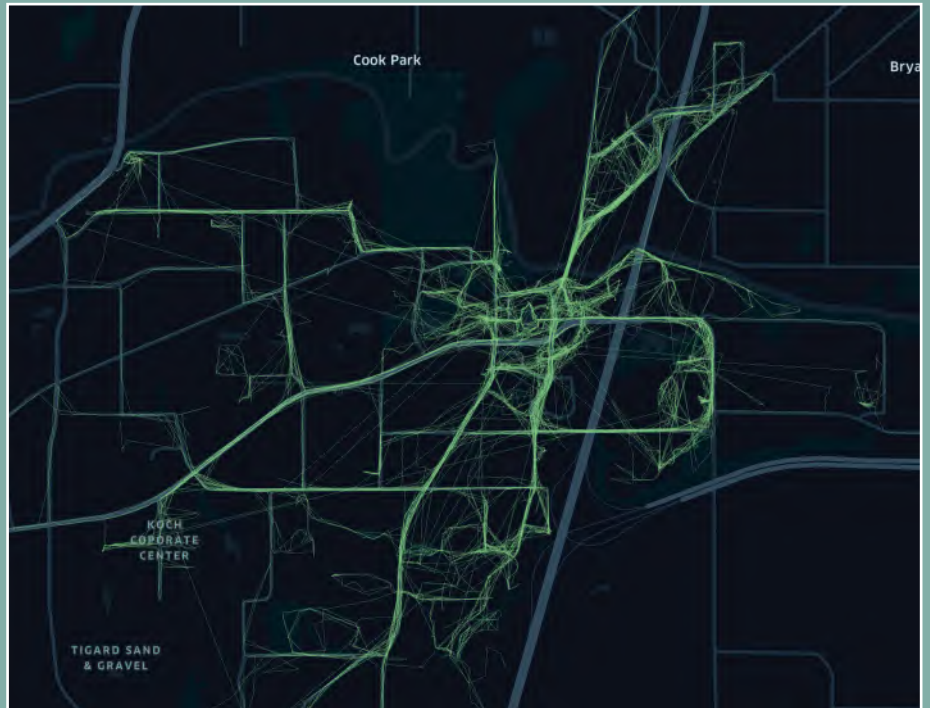 Cook Park
Brya
KOCH
COPORATE
CENTER
TIGARD SAND
& GRAVEL